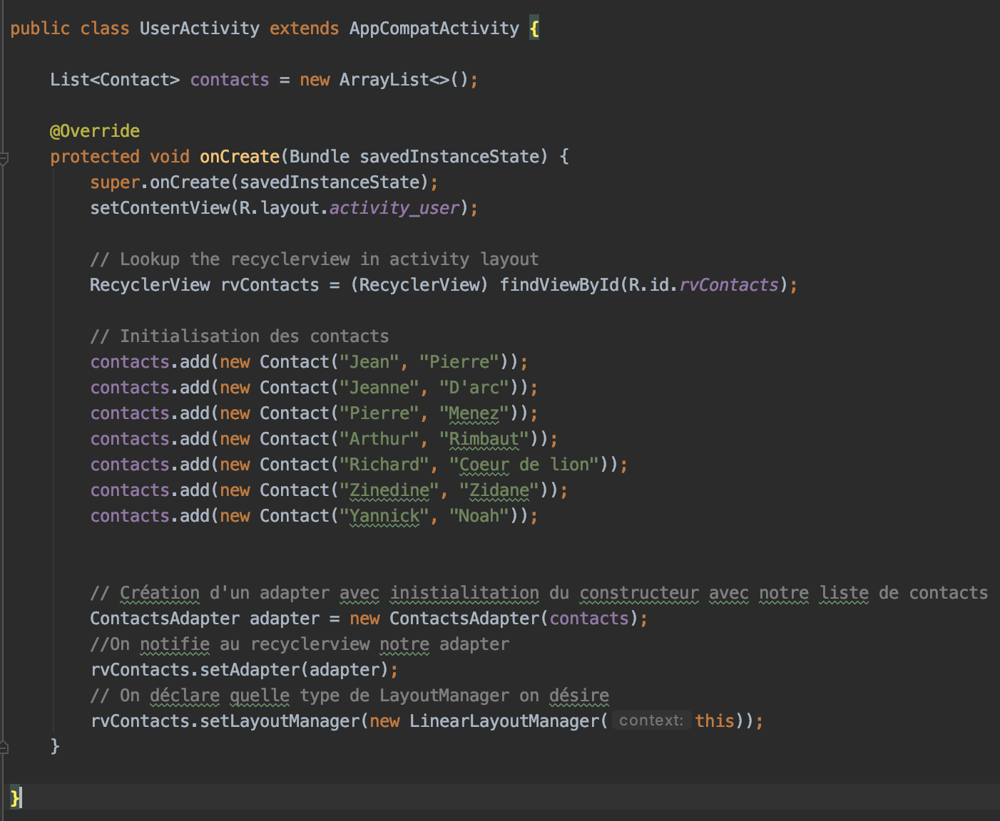 public class UserActivity extends AppCompatActivity {
List<Contact> contacts = new ArrayList<>();
@Override
protected void onCreate(Bundle savedInstanceState) {
super.onCreate(savedInstanceState);
setContentView(R.layout.activity_user);
// Lookup the recyclerview in activity layout
RecyclerView rvContacts = (RecyclerView) findViewById(R.id.rvContacts);
// Initialisation des contacts
contacts.add(new Contact("Jean", "Pierre"));
contacts.add(new Contact("Jeanne", "D'arc"));
contacts.add(new Contact("Pierre", "Menez"));
contacts.add(new Contact("Arthur", "Rimbaut"));
contacts.add(new Contact("Richard", "Coeur de lion"));
contacts.add(new Contact("Zinedine", "Zidane"));
contacts.add(new Contact("Yannick", "Noah"));
// Création d'un adapter avec inistialitation du constructeur avec notre liste de contacts
ContactsAdapter adapter = new ContactsAdapter(contacts);
//On notifie au recyclerview notre adapter
rvContacts.setAdapter(adapter);
// On déclare quelle type de LayoutManager on désire
rvContacts.setLayoutManager(new LinearLayoutManager( context: this));
}
}